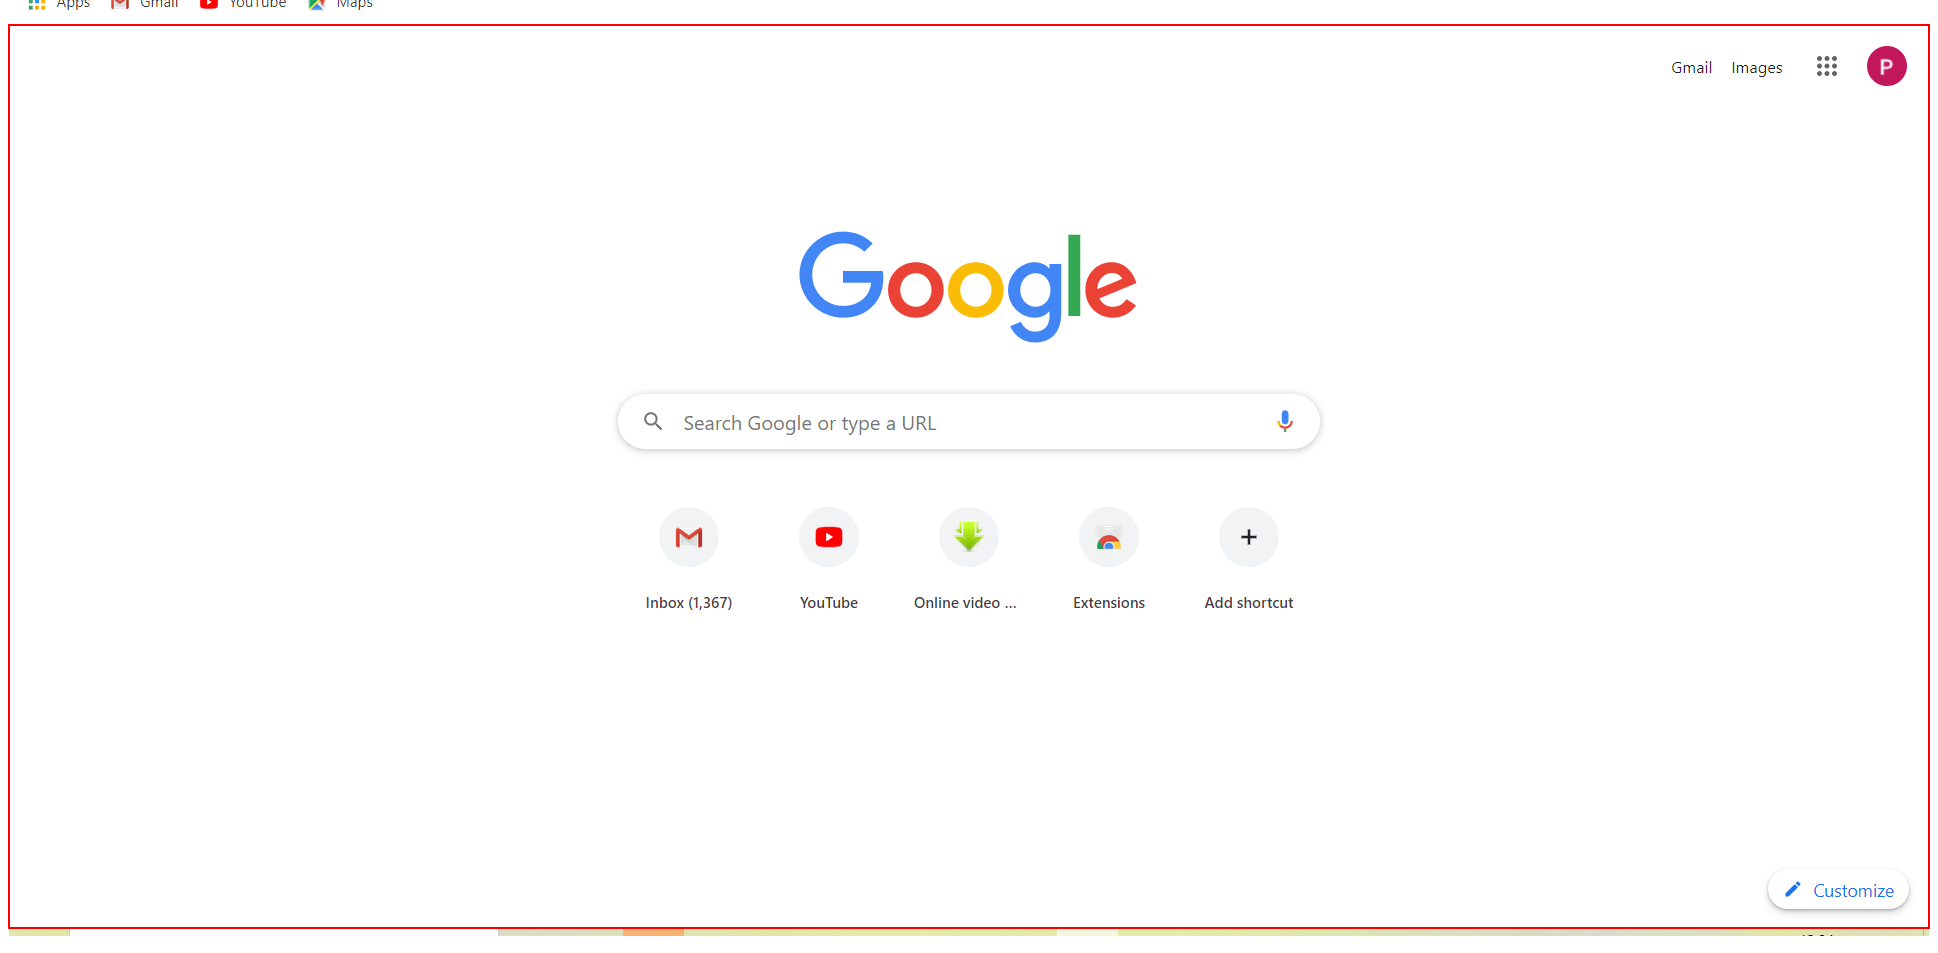 Apps Gmail YouTube Maps
Gmail Images P
Google
Search Google or type a URL
Inbox (1,367) YouTube Online video ... Extensions Add shortcut
Customize